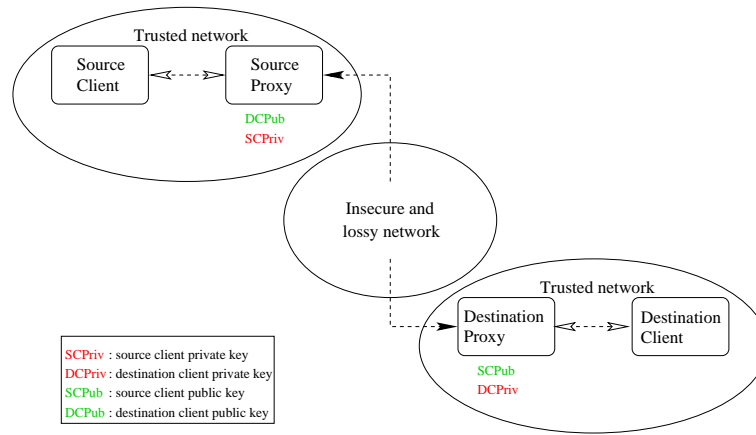 Trusted network
Source
Client
Source
Proxy
DCPub
SCPriv
Insecure and
lossy network
Trusted network
Destination
Proxy
Destination
Client
SCPub
DCPriv
SCPriv : source client private key
DCPriv : destination client private key
SCPub : source client public key
DCPub : destination client public key